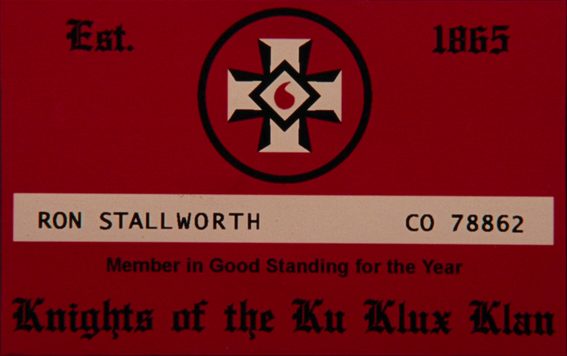 Est. 1865
RON STALLWORTH CO 78862
Member in Good Standing for the Year
Knights of the Ku Klux Klan